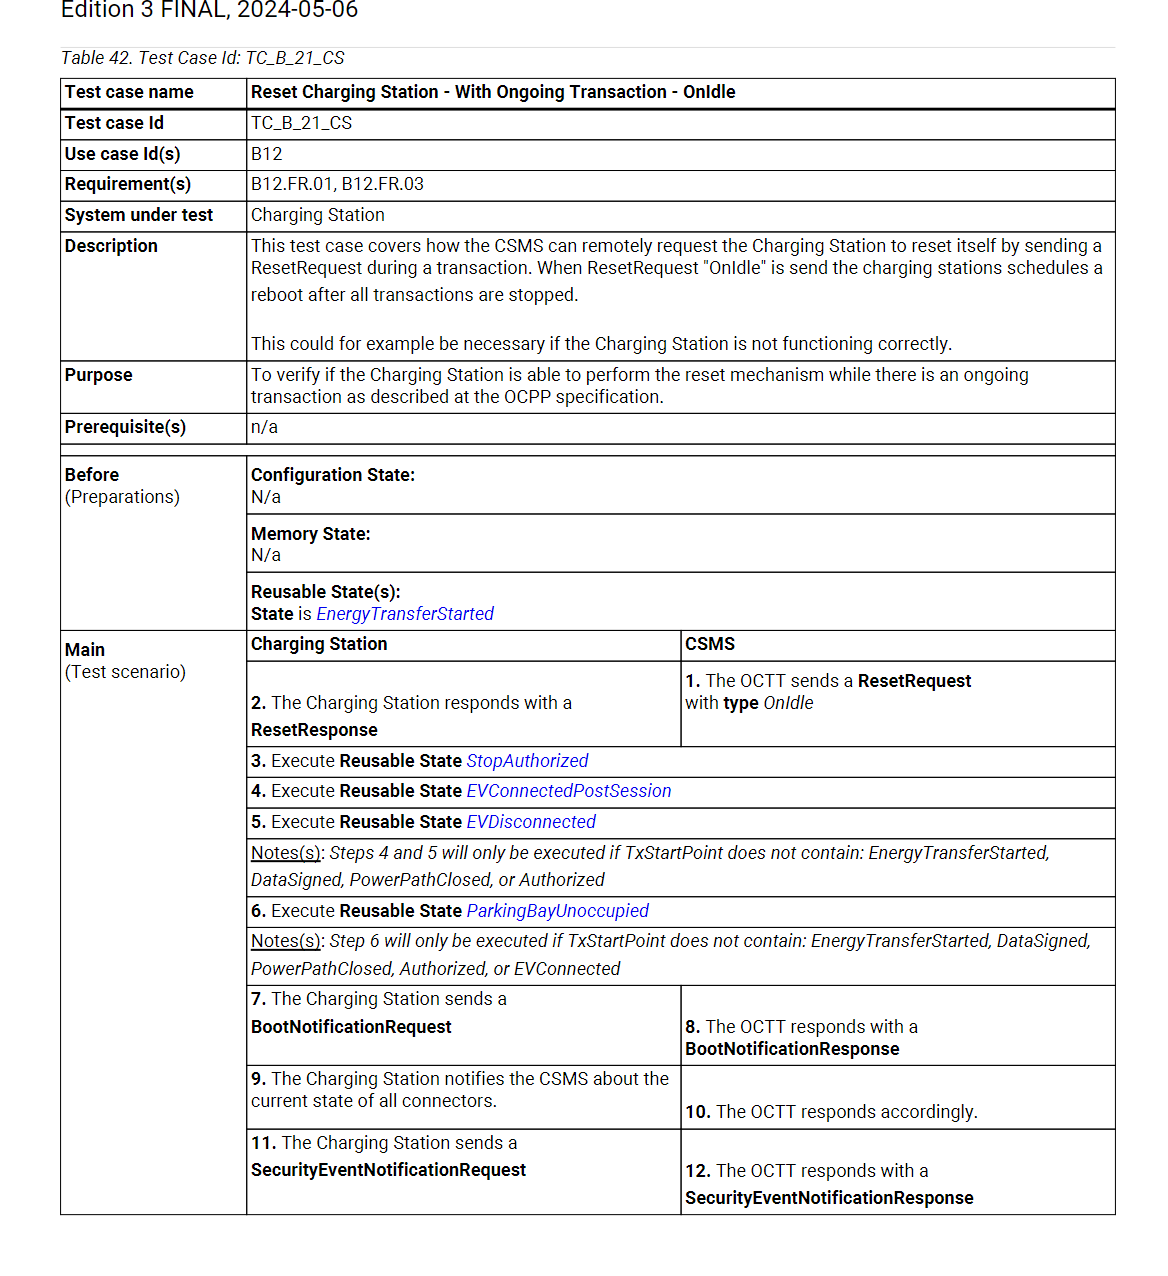 Edition 3 FINAL, 2024-05-06
Table 42. Test Case Id: TC_B_21_CS
Test case name
Reset Charging Station - With Ongoing Transaction - OnIdle
Test case Id
TC_B_21_CS
Use case Id(s)
B12
Requirement(s)
B12.FR.01, B12.FR.03
System under test
Charging Station
Description
This test case covers how the CSMS can remotely request the Charging Station to reset itself by sending a
ResetRequest during a transaction. When ResetRequest "OnIdle" is send the charging stations schedules a
reboot after all transactions are stopped.
This could for example be necessary if the Charging Station is not functioning correctly.
Purpose
To verify if the Charging Station is able to perform the reset mechanism while there is an ongoing
transaction as described at the OCPP specification.
Prerequisite(s)
n/a
Before
(Preparations)
Configuration State:
N/a
Memory State:
N/a
Reusable State(s):
State is EnergyTransferStarted
Main
(Test scenario)
Charging Station
CSMS
1. The OCTT sends a ResetRequest
with type OnIdle
2. The Charging Station responds with a
ResetResponse
3. Execute Reusable State StopAuthorized
4. Execute Reusable State EVConnectedPostSession
5. Execute Reusable State EVDisconnected
Notes(s): Steps 4 and 5 will only be executed if TxStartPoint does not contain: EnergyTransferStarted,
DataSigned, PowerPathClosed, or Authorized
6. Execute Reusable State ParkingBayUnoccupied
Notes(s): Step 6 will only be executed if TxStartPoint does not contain: EnergyTransferStarted, DataSigned,
PowerPathClosed, Authorized, or EVConnected
7. The Charging Station sends a
BootNotificationRequest
8. The OCTT responds with a
BootNotificationResponse
9. The Charging Station notifies the CSMS about the
current state of all connectors.
10. The OCTT responds accordingly.
11. The Charging Station sends a
SecurityEventNotificationRequest
12. The OCTT responds with a
SecurityEventNotificationResponse